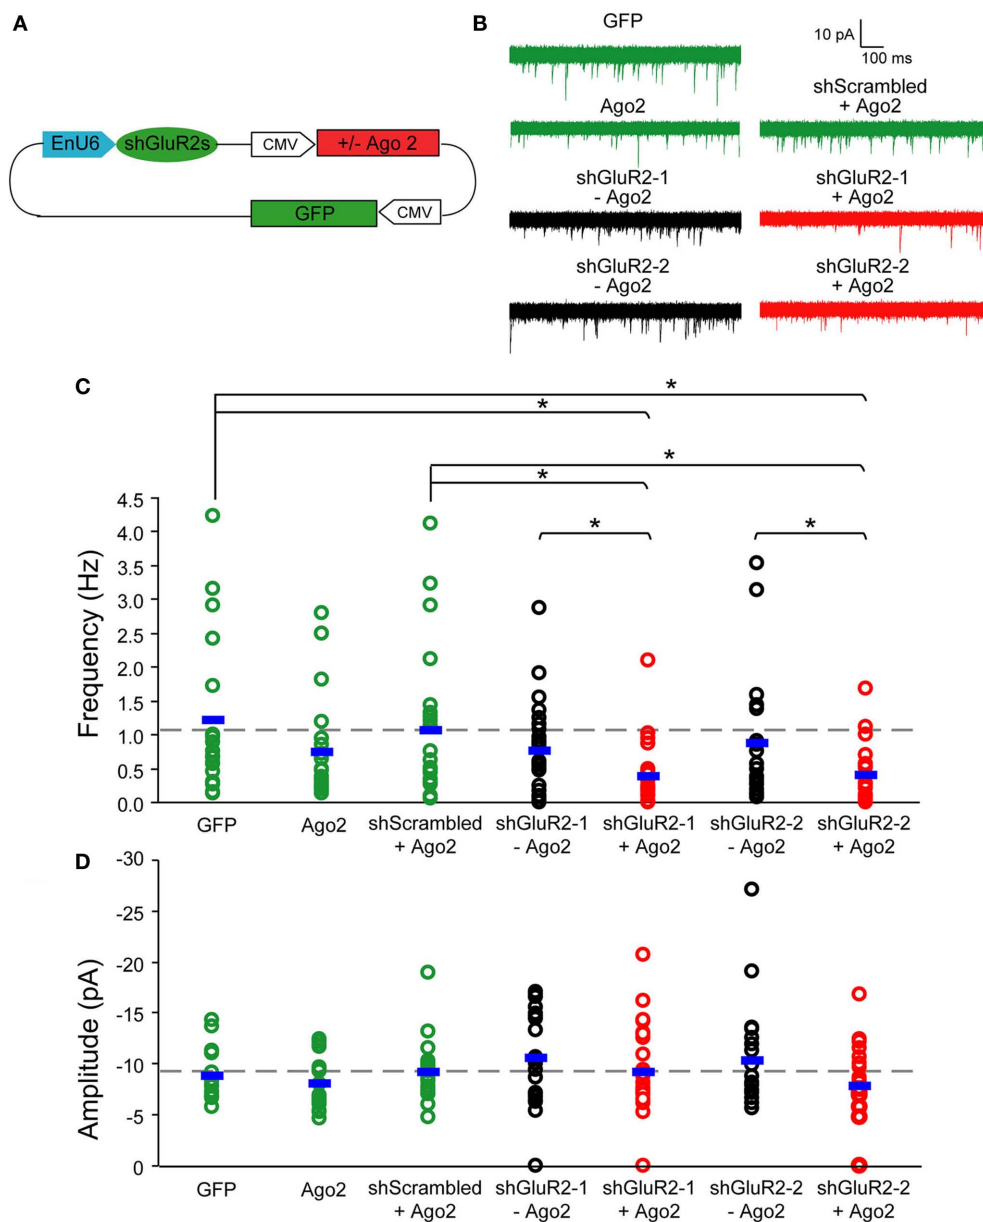 A
EnU6
shGluR2s
CMV
+/- Ago 2
GFP
CMV
B
GFP
10 pA
100 ms
Ago2
shScrambled
+ Ago2
shGluR2-1
- Ago2
shGluR2-1
+ Ago2
shGluR2-2
- Ago2
shGluR2-2
+ Ago2
C
*
*
*
*
*
*
Frequency (Hz)
4.5
4.0
3.5
3.0
2.5
2.0
1.5
1.0
0.5
0.0
GFP
Ago2
shScrambled
+ Ago2
shGluR2-1
- Ago2
shGluR2-1
+ Ago2
shGluR2-2
- Ago2
shGluR2-2
+ Ago2
D
Amplitude (pA)
-30
-25
-20
-15
-10
-5
0
GFP
Ago2
shScrambled
+ Ago2
shGluR2-1
- Ago2
shGluR2-1
+ Ago2
shGluR2-2
- Ago2
shGluR2-2
+ Ago2